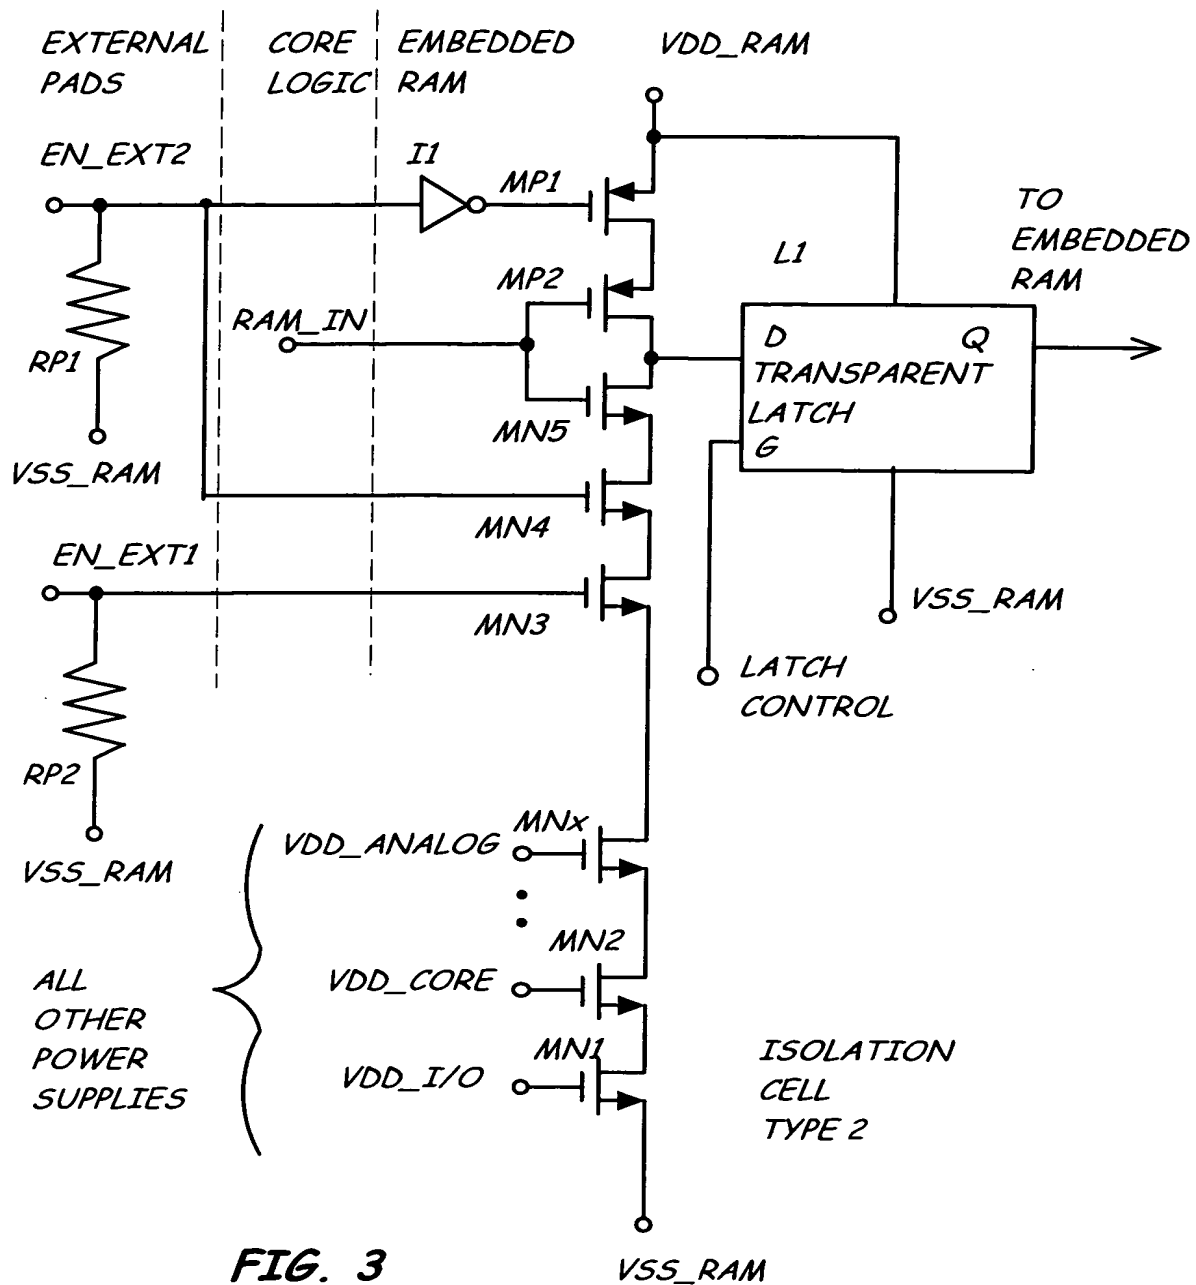 EXTERNAL
PADS
CORE
LOGIC
EMBEDDED
RAM
VDD_RAM
EN_EXT2
I1
MP1
TO
EMBEDDED
RAM
L1
MP2
RAM_IN
D
Q
TRANSPARENT
LATCH
G
RP1
MN5
VSS_RAM
MN4
EN_EXT1
MN3
VSS_RAM
LATCH
CONTROL
RP2
VSS_RAM
MNx
VDD_ANALOG
MN2
VDD_CORE
MN1
VDD_I/O
ALL
OTHER
POWER
SUPPLIES
ISOLATION
CELL
TYPE 2
VSS_RAM
FIG. 3